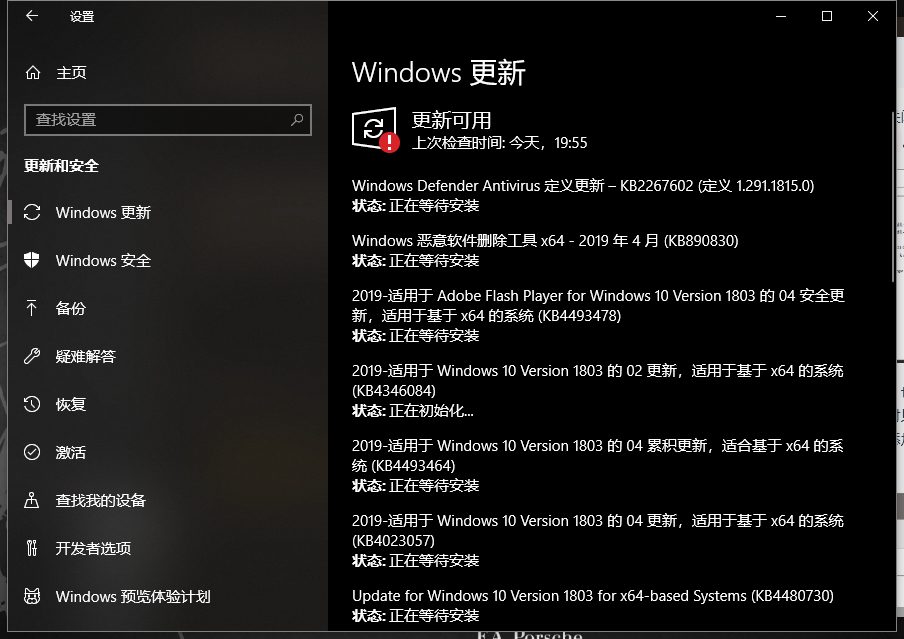 设置
主页
查找设置
更新和安全
Windows 更新
Windows 安全
备份
疑难解答
恢复
激活
查找我的设备
开发者选项
Windows 预览体验计划
Windows 更新
更新可用
上次检查时间: 今天，19:55
Windows Defender Antivirus 定义更新 – KB2267602 (定义 1.291.1815.0)
状态: 正在等待安装
Windows 恶意软件删除工具 x64 - 2019 年 4 月 (KB890830)
状态: 正在等待安装
2019-适用于 Adobe Flash Player for Windows 10 Version 1803 的 04 安全更
新，适用于基于 x64 的系统 (KB4493478)
状态: 正在等待安装
2019-适用于 Windows 10 Version 1803 的 02 更新，适用于基于 x64 的系统
(KB4346084)
状态: 正在初始化...
2019-适用于 Windows 10 Version 1803 的 04 累积更新，适合基于 x64 的系
统 (KB4493464)
状态: 正在等待安装
2019-适用于 Windows 10 Version 1803 的 04 更新，适用于基于 x64 的系统
(KB4023057)
状态: 正在等待安装
Update for Windows 10 Version 1803 for x64-based Systems (KB4480730)
状态: 正在等待安装
Porsche